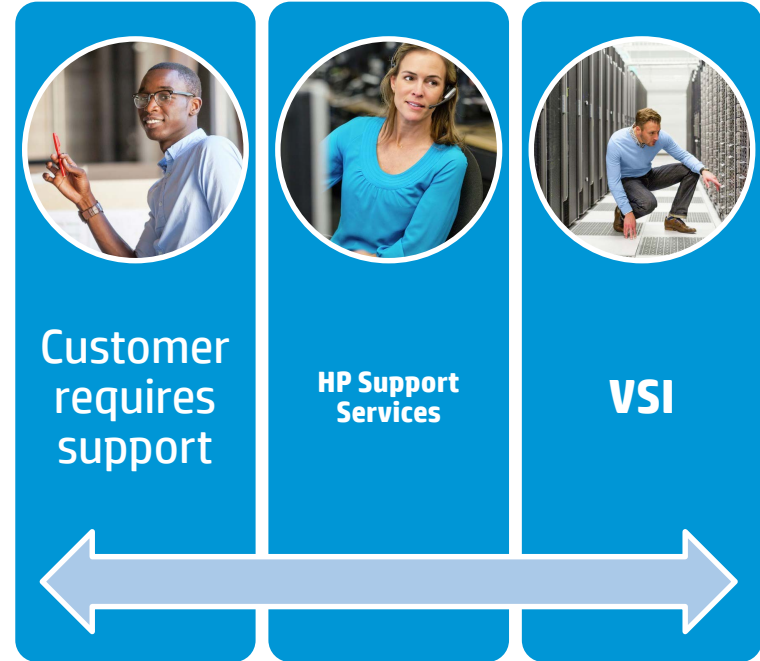 Customer
requires
support
HP Support
Services
VSI